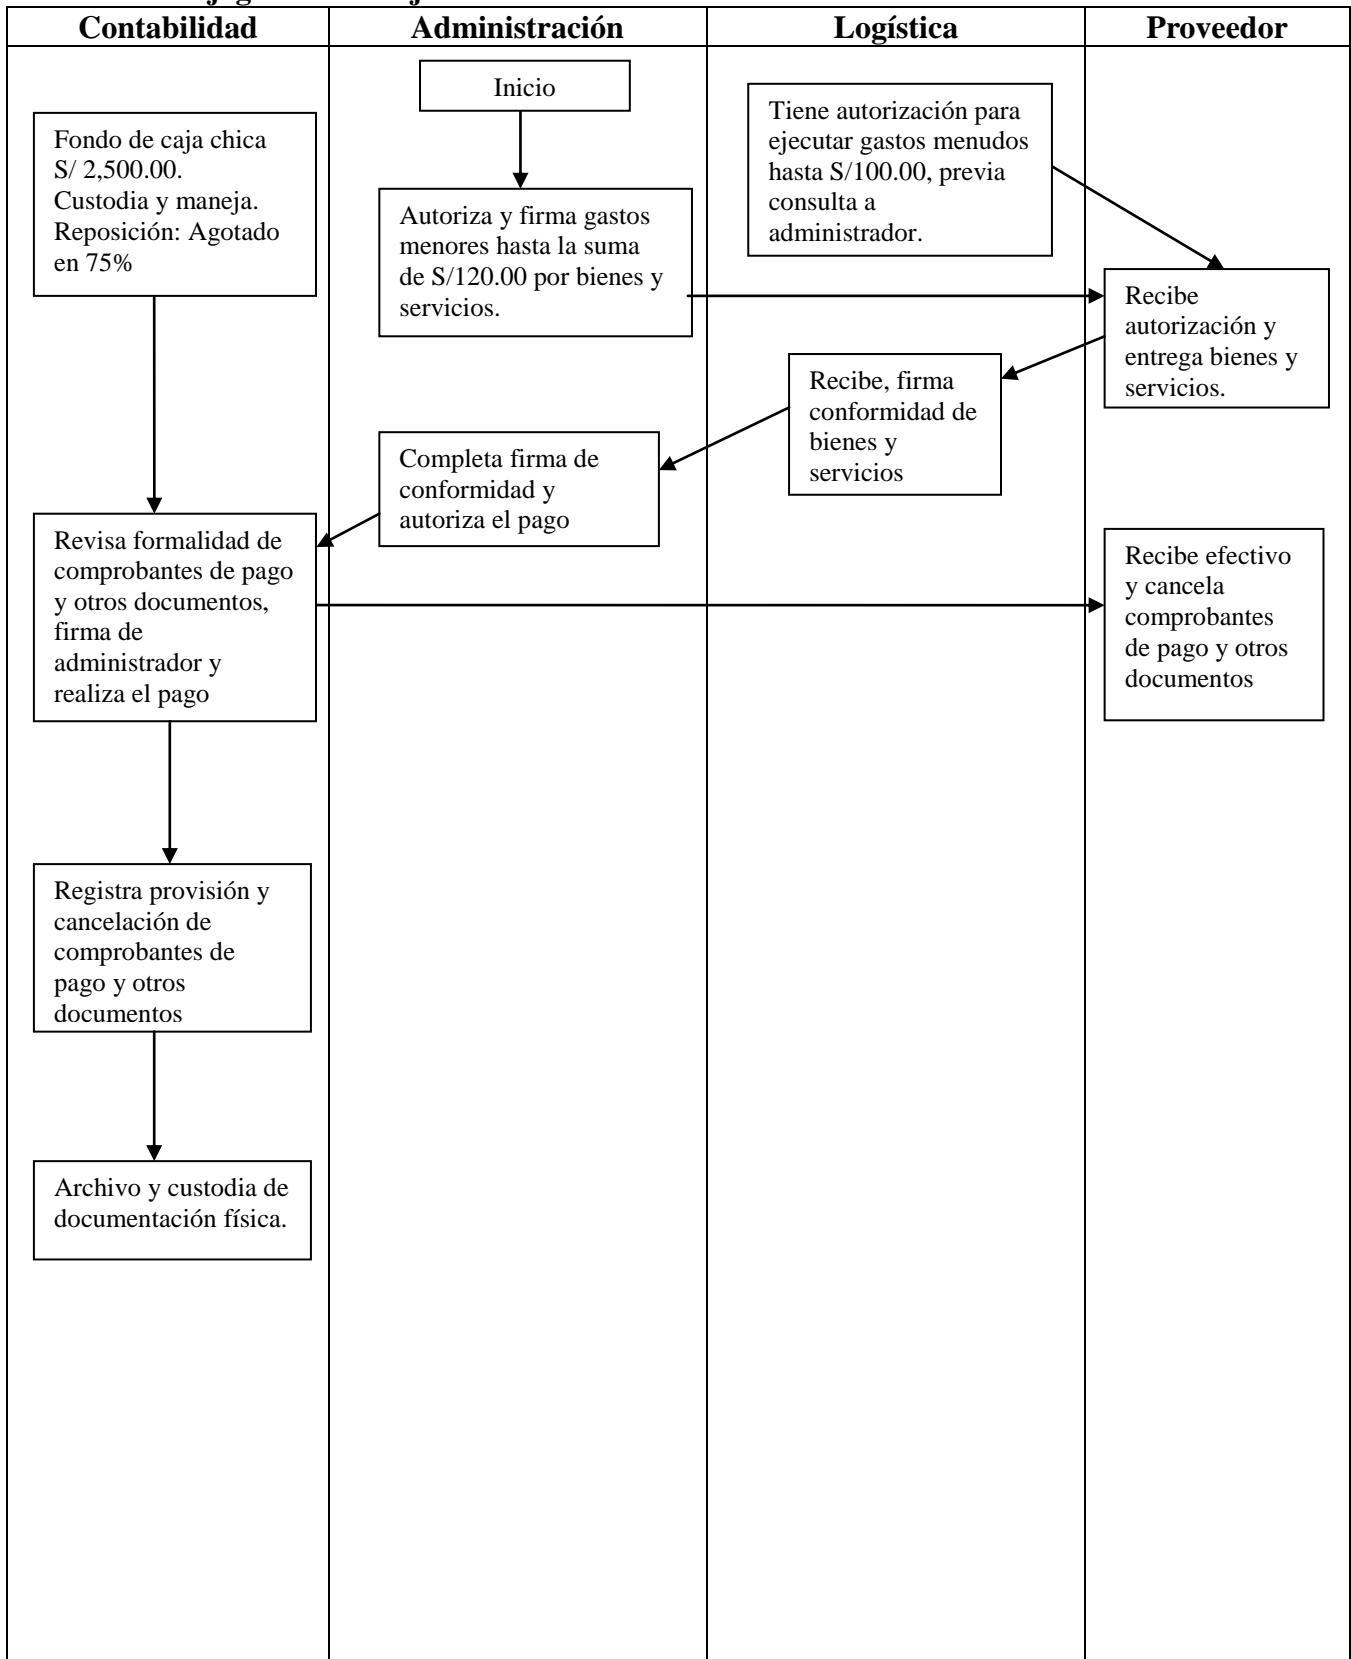 Contabilidad
Administración
Logística
Proveedor
Inicio
Fondo de caja chica
S/ 2,500.00.
Custodia y maneja.
Reposición: Agotado
en 75%
Autoriza y firma gastos
menores hasta la suma
de S/120.00 por bienes y
servicios.
Tiene autorización para
ejecutar gastos menudos
hasta S/100.00, previa
consulta a
administrador.
Recibe
autorización y
entrega bienes y
servicios.
Recibe, firma
conformidad de
bienes y
servicios
Completa firma de
conformidad y
autoriza el pago
Revisa formalidad de
comprobantes de pago
y otros documentos,
firma de
administrador y
realiza el pago
Recibe efectivo
y cancela
comprobantes
de pago y otros
documentos
Registra provisión y
cancelación de
comprobantes de
pago y otros
documentos
Archivo y custodia de
documentación física.